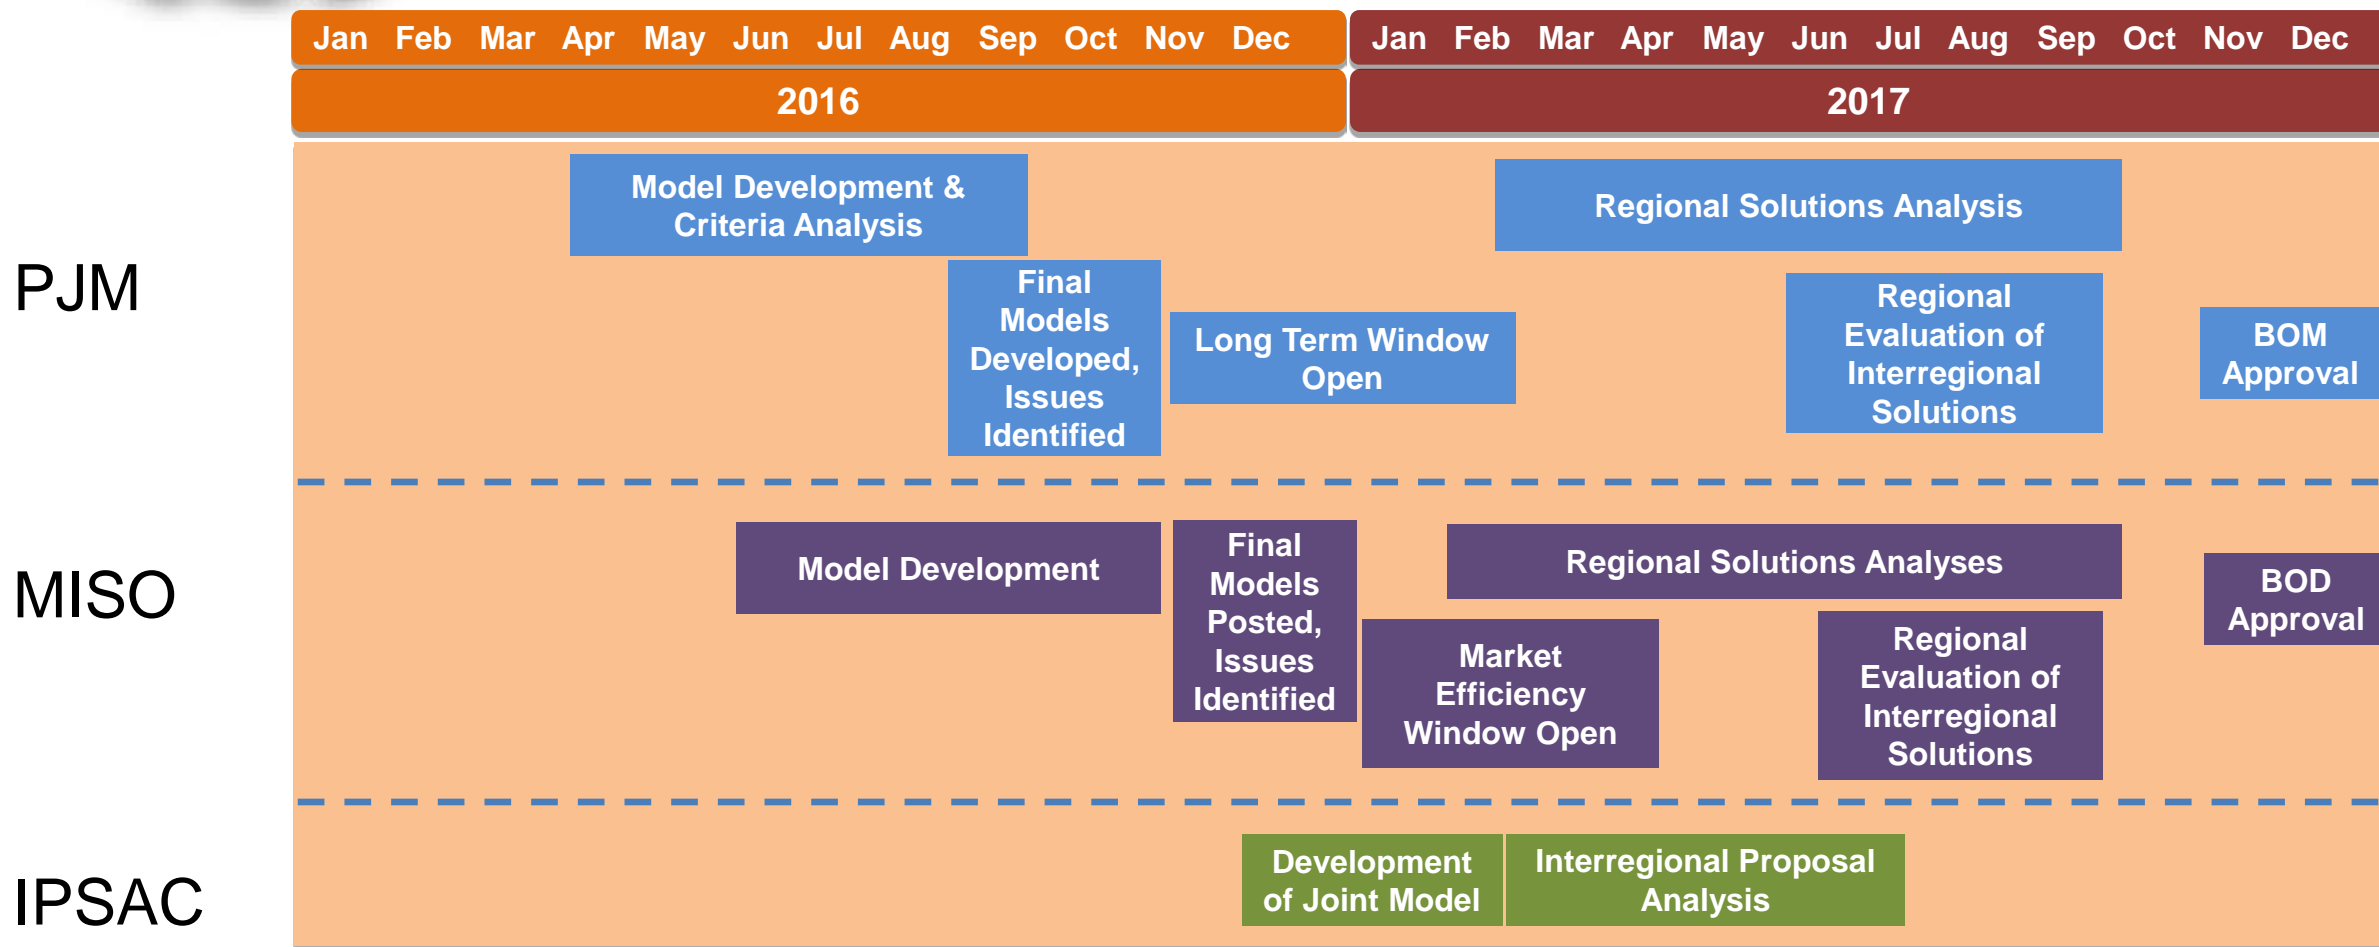 Jan Feb Mar Apr May Jun Jul Aug Sep Oct Nov Dec
Jan Feb Mar Apr May Jun Jul Aug Sep Oct Nov Dec
2016
2017
PJM
Model Development &
Criteria Analysis
Final
Models
Developed,
Issues
Identified
Long Term Window
Open
Regional Solutions Analysis
Regional
Evaluation of
Interregional
Solutions
BOM
Approval
MISO
Model Development
Final
Models
Posted,
Issues
Identified
Regional Solutions Analyses
Market
Efficiency
Window Open
Regional
Evaluation of
Interregional
Solutions
BOD
Approval
IPSAC
Development
of Joint Model
Interregional Proposal
Analysis